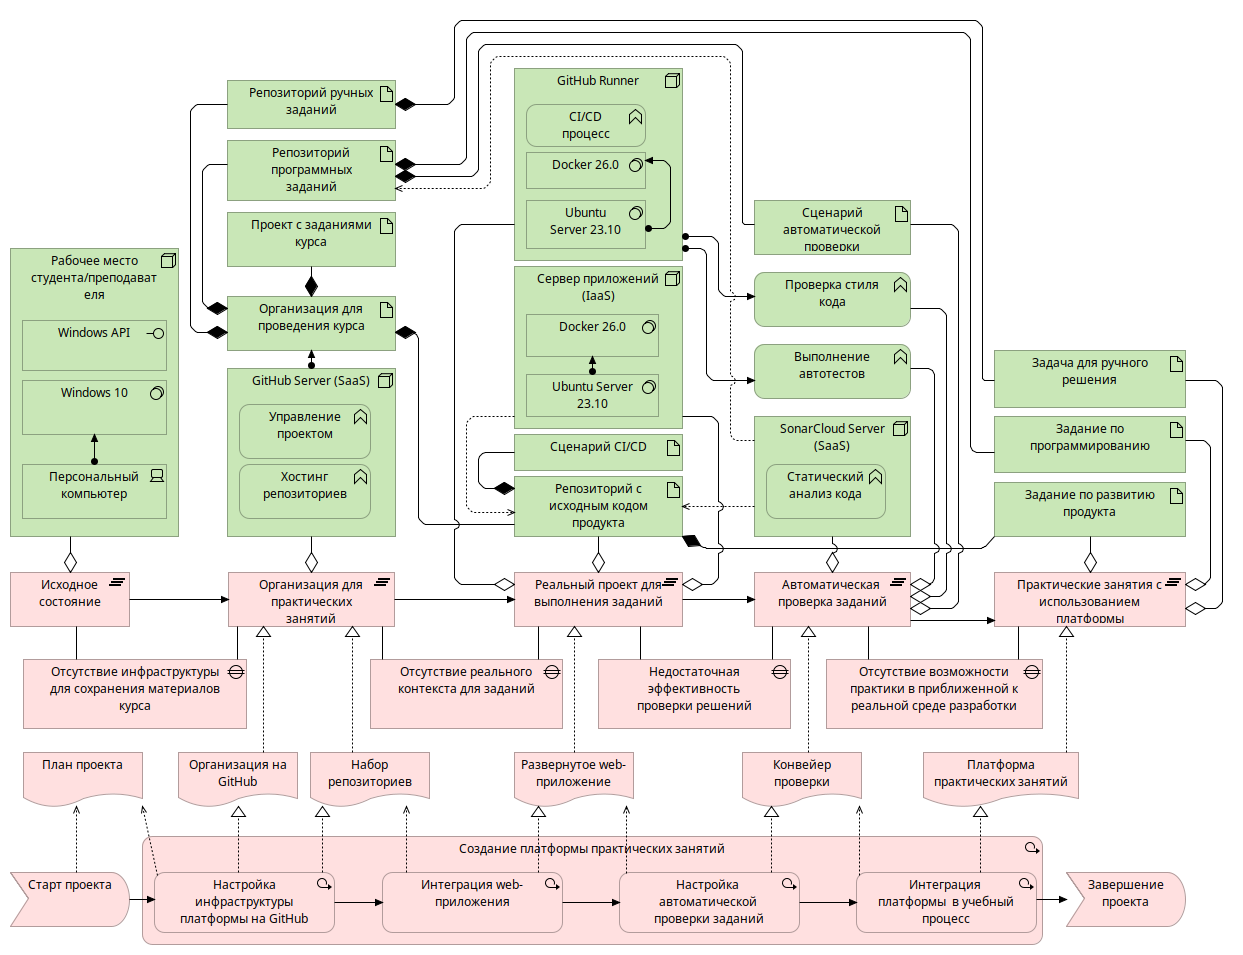 Репозиторий ручных
заданий
Репозиторий
программных
заданий
Проект с заданиями
курса
Организация для
проведения курса
GitHub Server (SaaS)
Управление
проектом
Хостинг
репозиториев
Рабочее место
студента/преподават
еля
Windows API
Windows 10
Персональный
компьютер
GitHub Runner
CI/CD
процесс
Docker 26.0
Ubuntu
Server 23.10
Сервер приложений
(IaaS)
Docker 26.0
Ubuntu Server
23.10
Сценарий CI/CD
Репозиторий с
исходным кодом
продукта
Сценарий
автоматической
проверки
Проверка стиля
кода
Выполнение
автотестов
SonarCloud Server
(SaaS)
Статический
анализ кода
Задача для ручного
решения
Задание по
программированию
Задание по развитию
продукта
Исходное
состояние
Организация для
практических
занятий
Реальный проект для
выполнения заданий
Автоматическая
проверка заданий
Практические занятия с
использованием
платформы
Отсутствие инфраструктуры
для сохранения материалов
курса
Отсутствие реального
контекста для заданий
Недостаточная
эффективность
проверки решений
Отсутствие возможности
практики в приближенной к
реальной среде разработки
План проекта
Организация на
GitHub
Набор
репозиториев
Развернутое web-
приложение
Конвейер
проверки
Платформа
практических занятий
Создание платформы практических занятий
Старт проекта
Настройка
инфраструктуры
платформы на GitHub
Интеграция web-
приложения
Настройка
автоматической
проверки заданий
Интеграция
платформы в учебный
процесс
Завершение
проекта